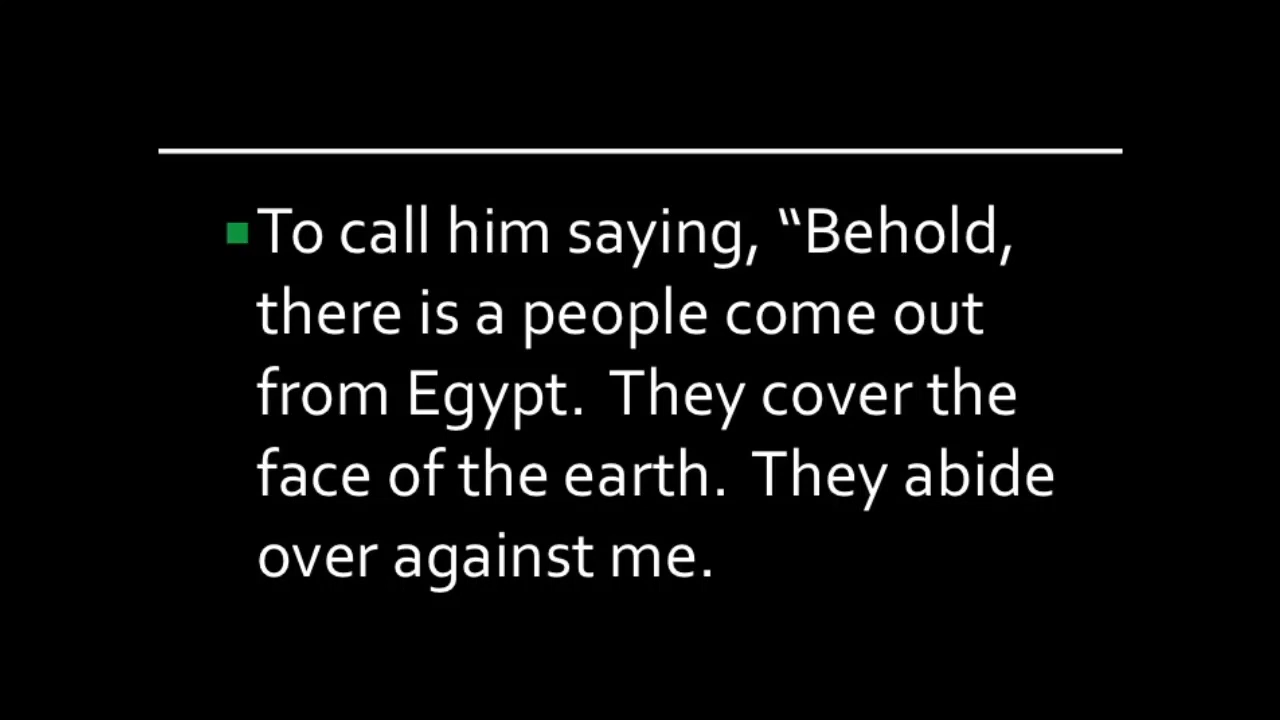 To call him saying, “Behold,
there is a people come out
from Egypt.  They cover the
face of the earth.  They abide
over against me.